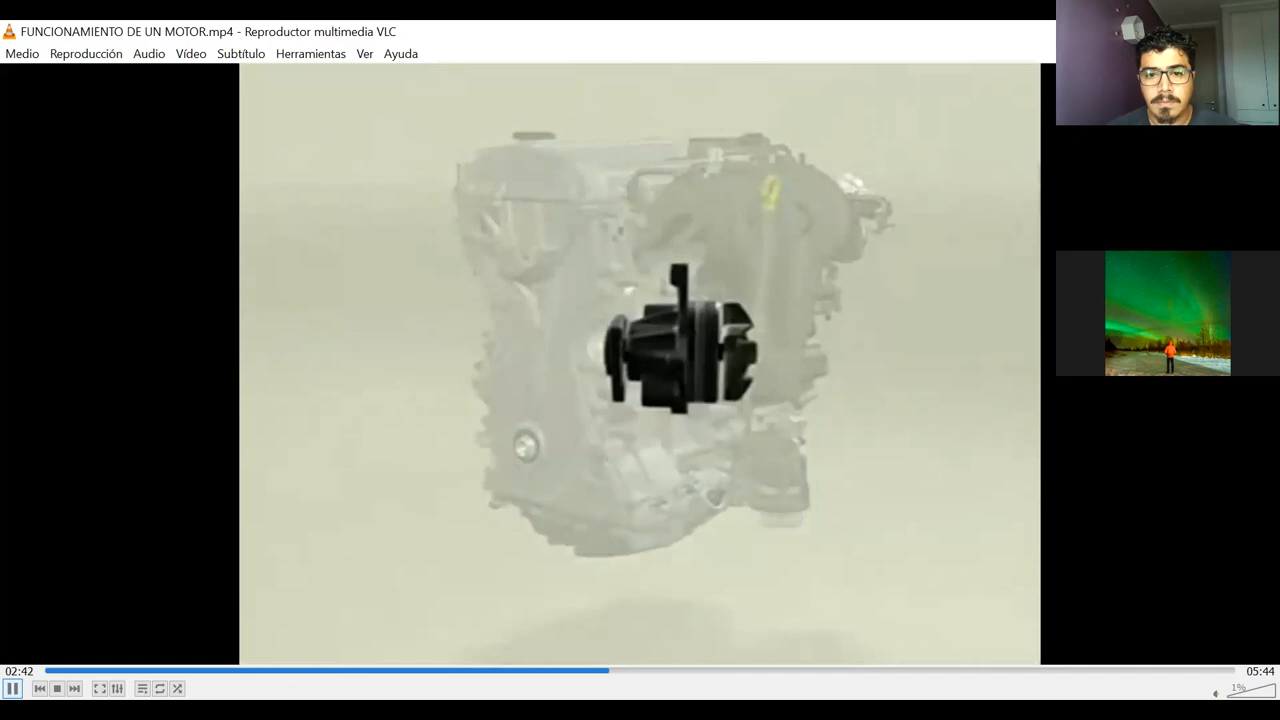 FUNCIONAMIENTO DE UN MOTOR.mp4 - Reproductor multimedia VLC
Medio Reproducción Audio Vídeo Subtítulo Herramientas Ver Ayuda
02:42
05:44
1%